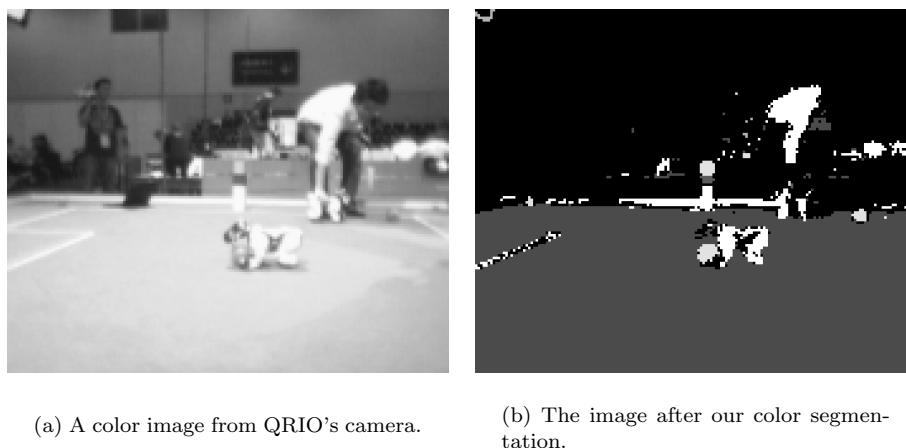 (a) A color image from QRIO's camera.
(b) The image after our color segmen-
tation.